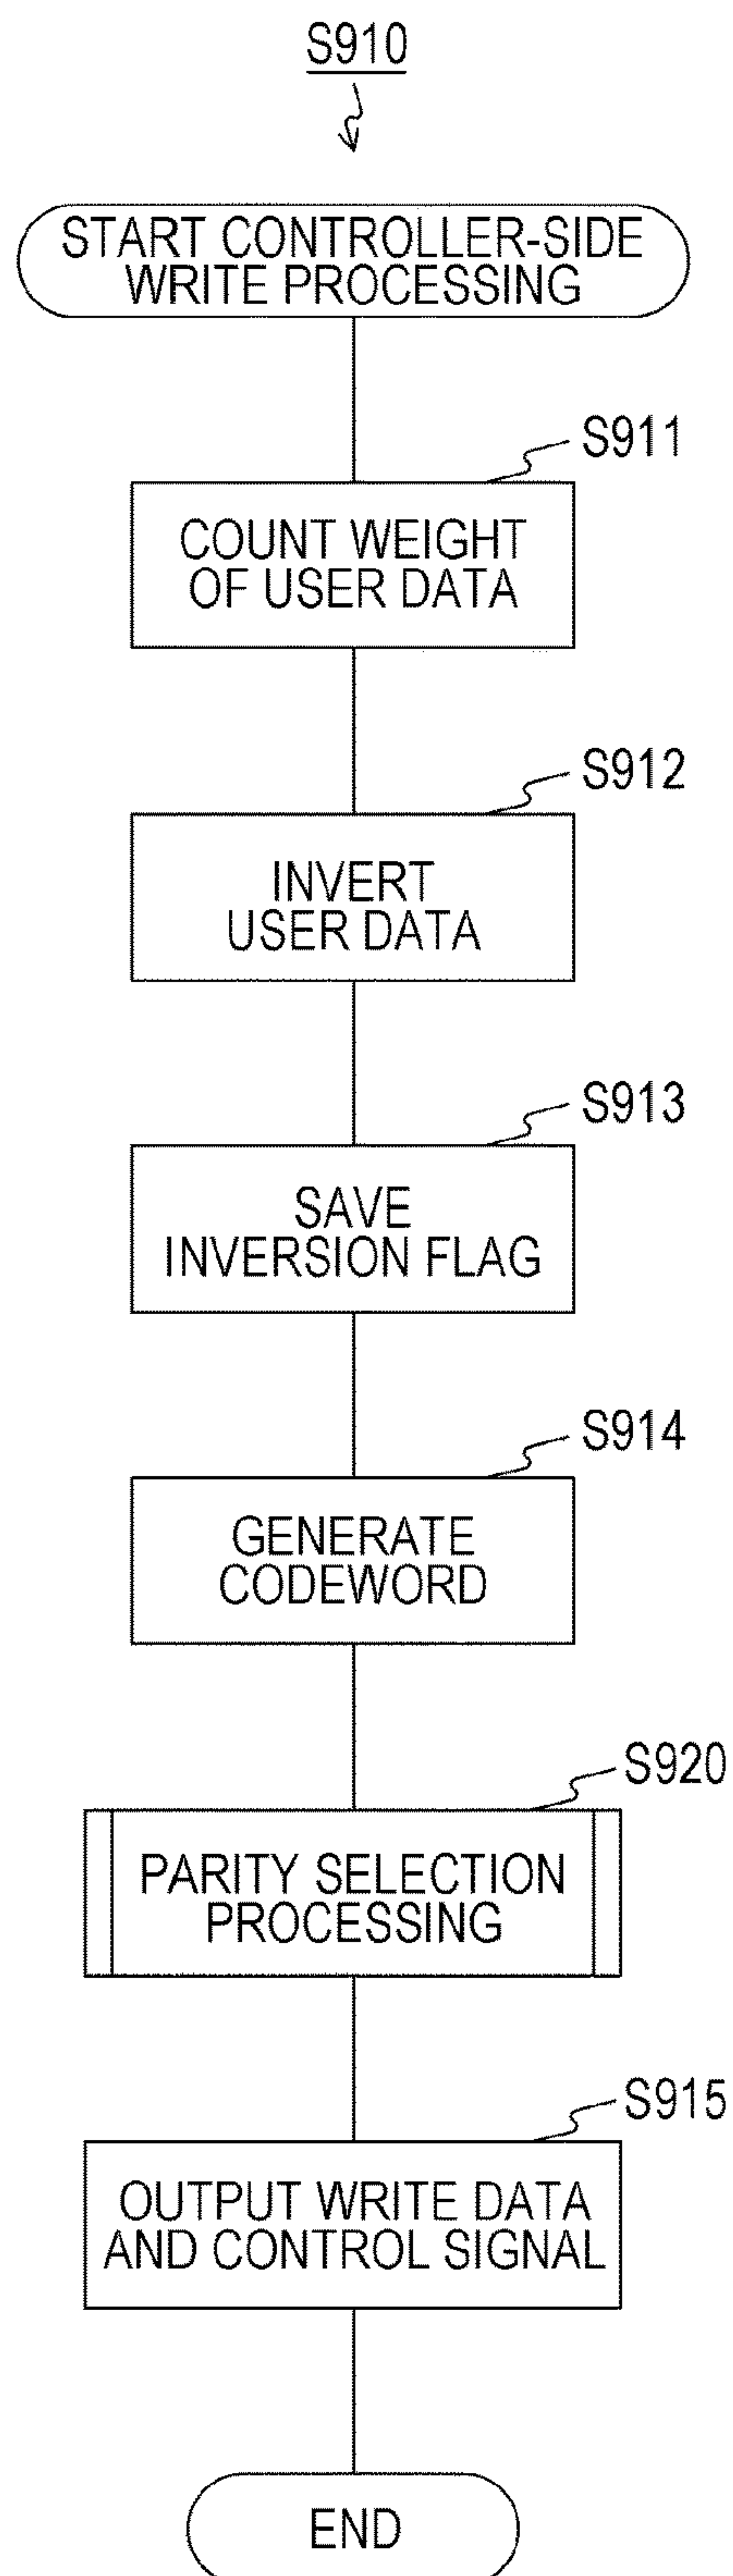 S910
START CONTROLLER-SIDE
WRITE PROCESSING
S911
COUNT WEIGHT
OF USER DATA
S912
INVERT
USER DATA
S913
SAVE
INVERSION FLAG
S914
GENERATE
CODEWORD
S920
PARITY SELECTION
PROCESSING
S915
OUTPUT WRITE DATA
AND CONTROL SIGNAL
END